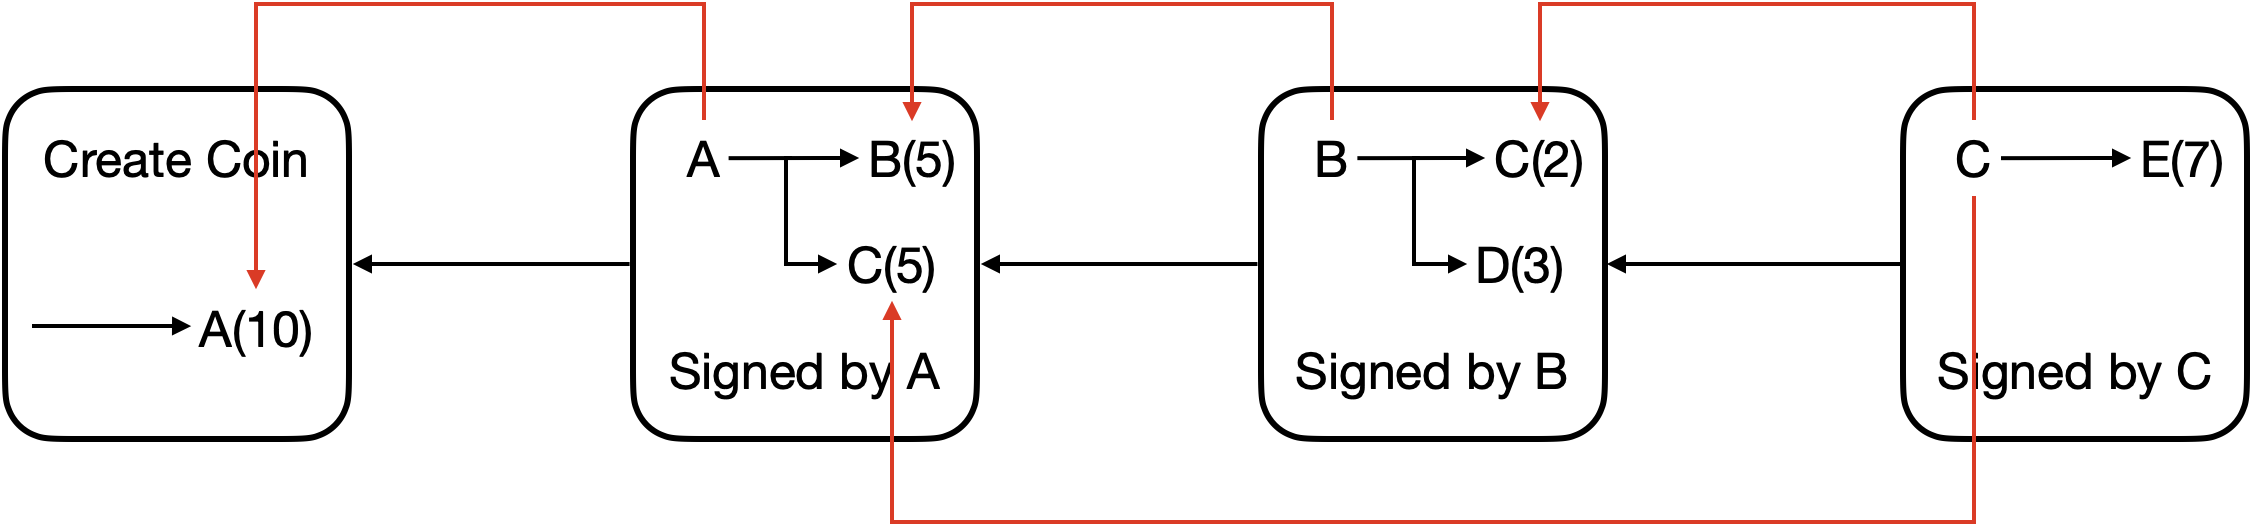 Create Coin
A(10)
A
B(5)
C(5)
Signed by A
B
C(2)
D(3)
Signed by B
C
E(7)
Signed by C